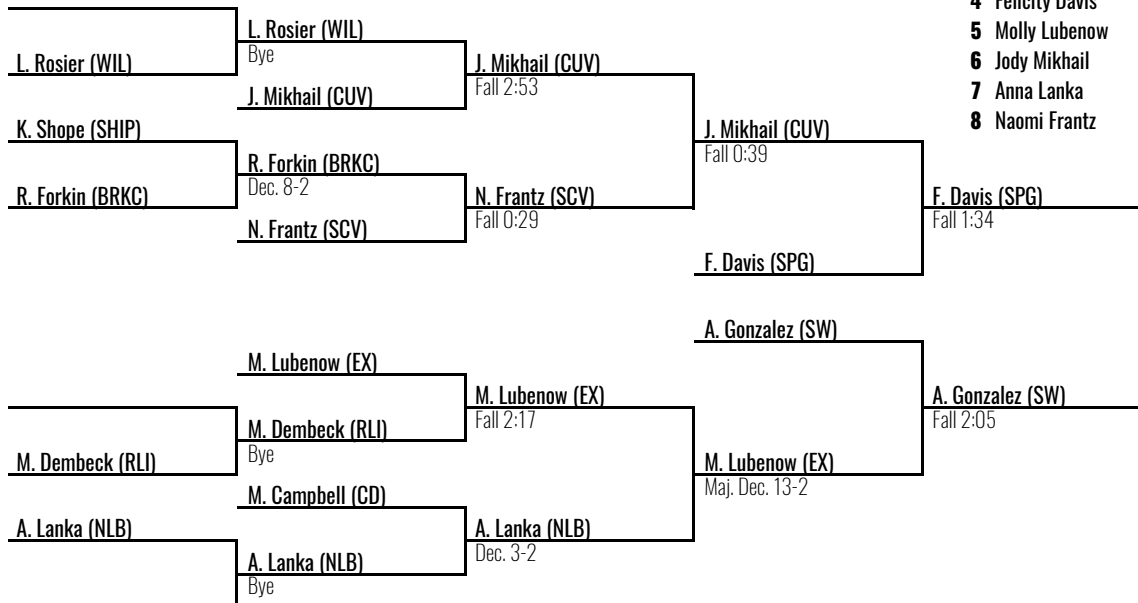 4 Felicity Davis
5 Molly Lubenow
6 Jody Mikhail
7 Anna Lanka
8 Naomi Frantz
L. Rosier (WIL)
K. Shope (SHIP)
R. Forkin (BRKC)
M. Dembeck (RLI)
A. Lanka (NLB)
L. Rosier (WIL)
Bye
J. Mikhail (CUV)
R. Forkin (BRKC)
Dec. 8-2
N. Frantz (SCV)
M. Lubenow (EX)
M. Dembeck (RLI)
Bye
M. Campbell (CD)
A. Lanka (NLB)
Bye
J. Mikhail (CUV)
Fall 2:53
N. Frantz (SCV)
Fall 0:29
M. Lubenow (EX)
Fall 2:17
A. Lanka (NLB)
Dec. 3-2
J. Mikhail (CUV)
Fall 0:39
F. Davis (SPG)
A. Gonzalez (SW)
M. Lubenow (EX)
Maj. Dec. 13-2
F. Davis (SPG)
Fall 1:34
A. Gonzalez (SW)
Fall 2:05